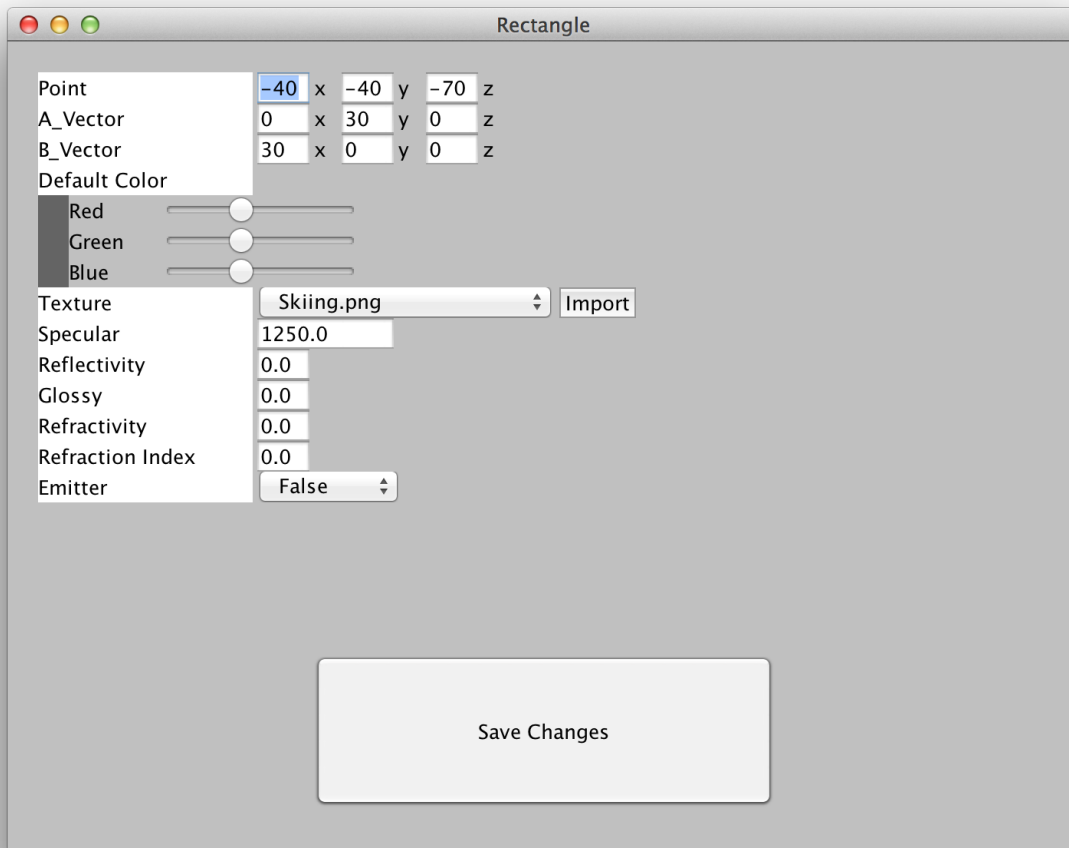 Rectangle
Point -40 x -40 y -70 z
A_Vector 0 x 30 y 0 z
B_Vector 30 x 0 y 0 z
Default Color
Red
Green
Blue
Texture Skiing.png Import
Specular 1250.0
Reflectivity 0.0
Glossy 0.0
Refractivity 0.0
Refraction Index 0.0
Emitter False
Save Changes